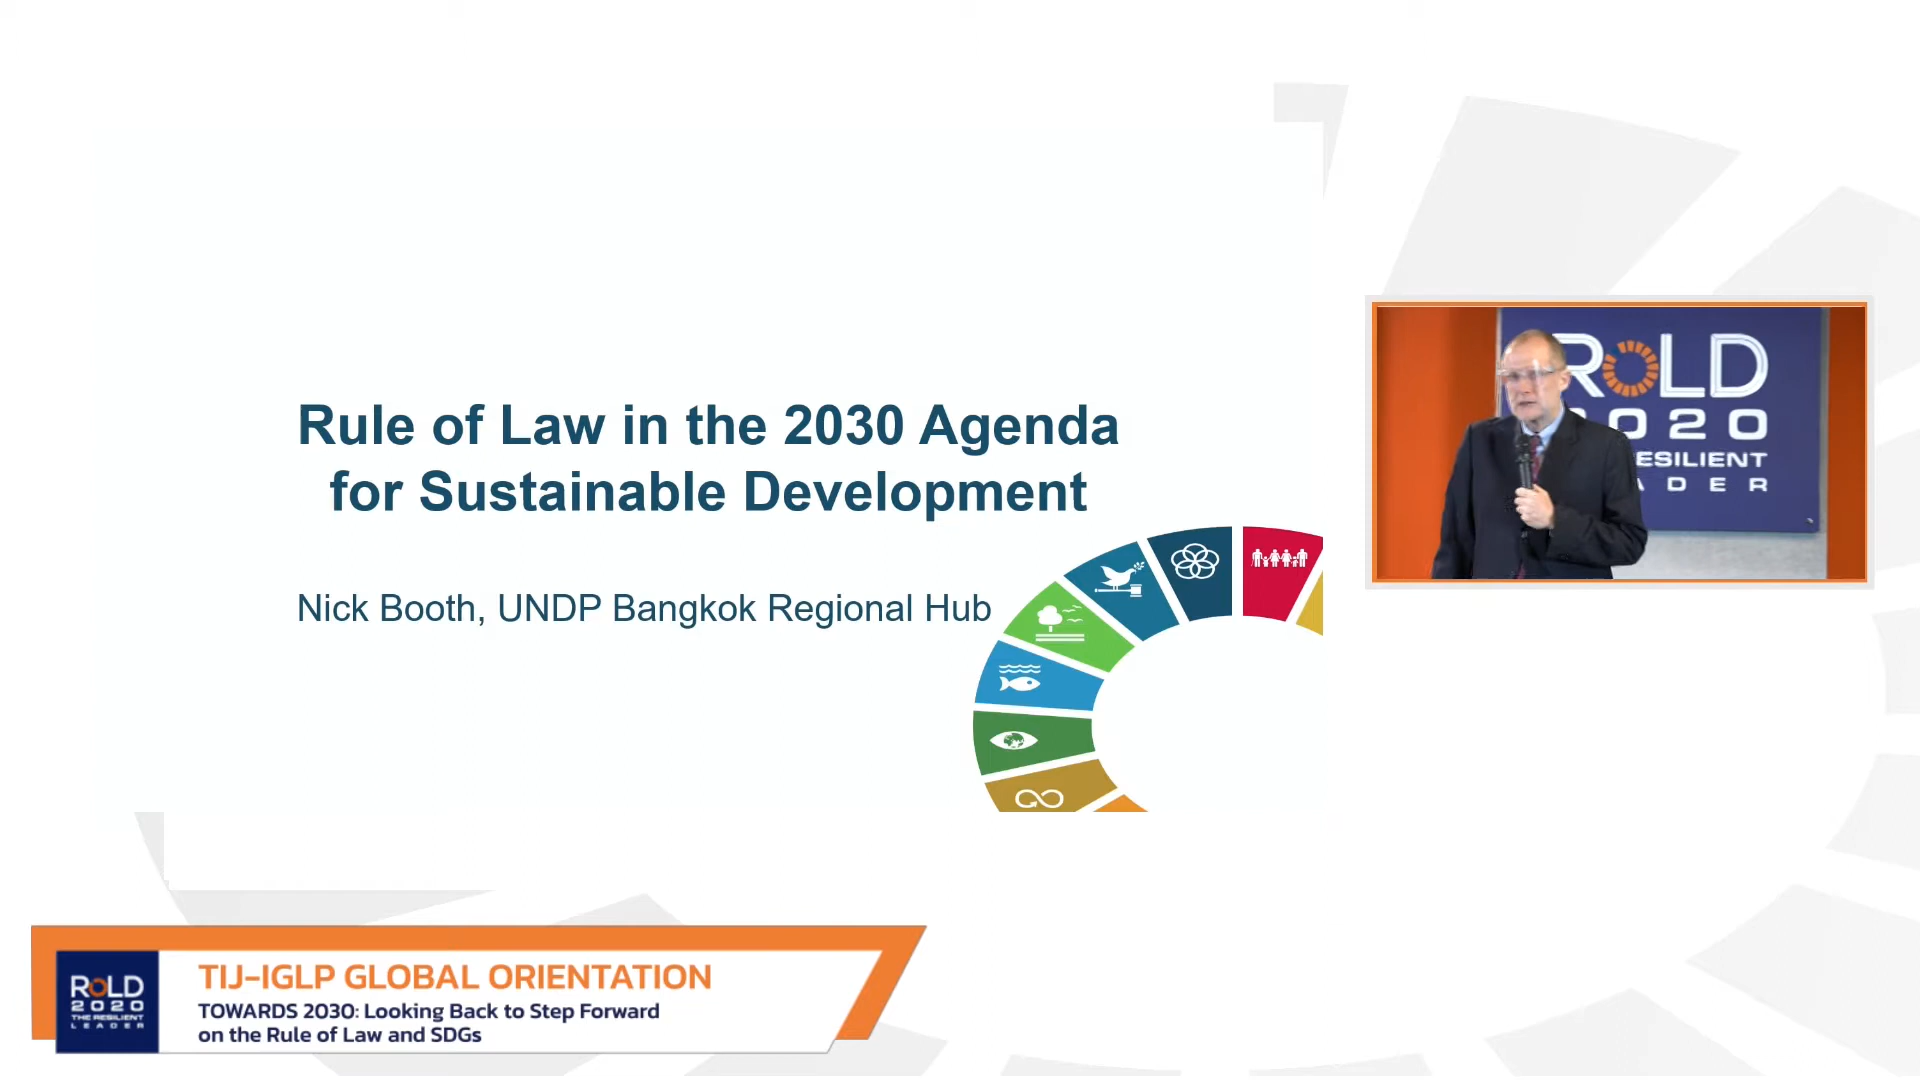 Rule of Law in the 2030 Agenda
for Sustainable Development
Nick Booth, UNDP Bangkok Regional Hub
RoLD
2020
RESILIENT
ADER
RoLD
2020
THE RESILIENT
LEADER
TIJ-IGLP GLOBAL ORIENTATION
TOWARDS 2030: Looking Back to Step Forward
on the Rule of Law and SDGs